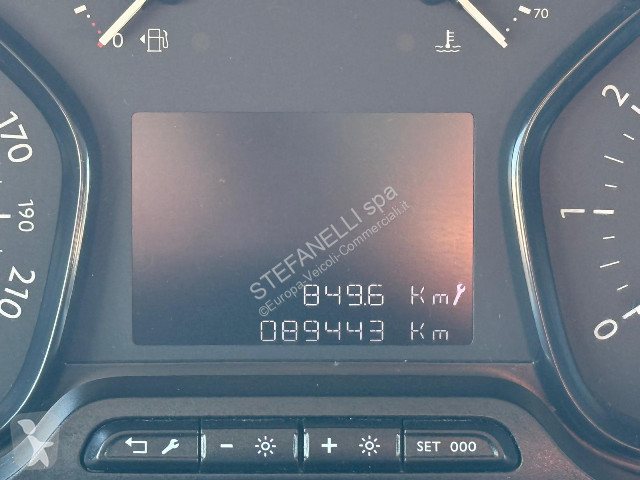 0
70
170
190
210
2
1
0
STEFANELLI spa
©Europa-Veicoli-Commerciali.it
849.6 Km
089443 Km
- +
SET 000